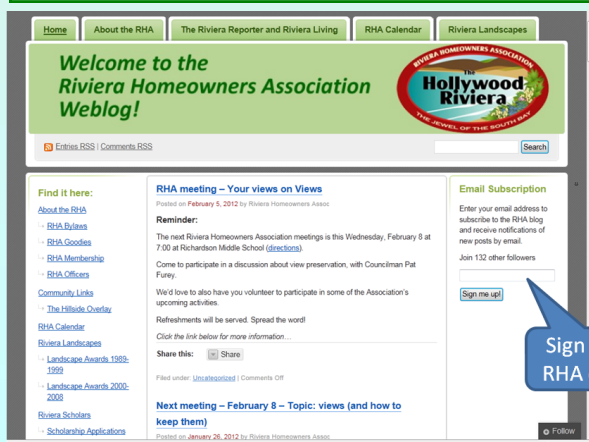 Home
About the RHA
The Riviera Reporter and Riviera Living
RHA Calendar
Riviera Landscapes
Welcome to the
Riviera Homeowners Association
Weblog!
RIVIERA HOMEOWNERS ASSOCIATION
The
Hollywood
Riviera
THE JEWEL OF THE SOUTH BAY
Entries RSS | Comments RSS
Search
Find it here:
About the RHA
RHA Bylaws
RHA Goodies
RHA Membership
RHA Officers
Community Links
The Hillside Overlay
RHA Calendar
Riviera Landscapes
Landscape Awards 1989-
1999
Landscape Awards 2000-
2008
Riviera Scholars
Scholarship Applications
RHA meeting – Your views on Views
Posted on February 5, 2012 by Riviera Homeowners Assoc
Reminder:
The next Riviera Homeowners Association meetings is this Wednesday, February 8 at
7:00 at Richardson Middle School (directions).
Come to participate in a discussion about view preservation, with Councilman Pat
Furey.
We'd love to also have you volunteer to participate in some of the Association's
upcoming activities.
Refreshments will be served. Spread the word!
Click the link below for more information…
Share this:
Share
Filed under: Uncategorized | Comments Off
Next meeting – February 8 – Topic: views (and how to
keep them)
Posted on January 26, 2012 by Riviera Homeowners Assoc
Email Subscription
Enter your email address to
subscribe to the RHA blog
and receive notifications of
new posts by email.
Join 132 other followers
Sign me up!
Sign
RHA
Follow